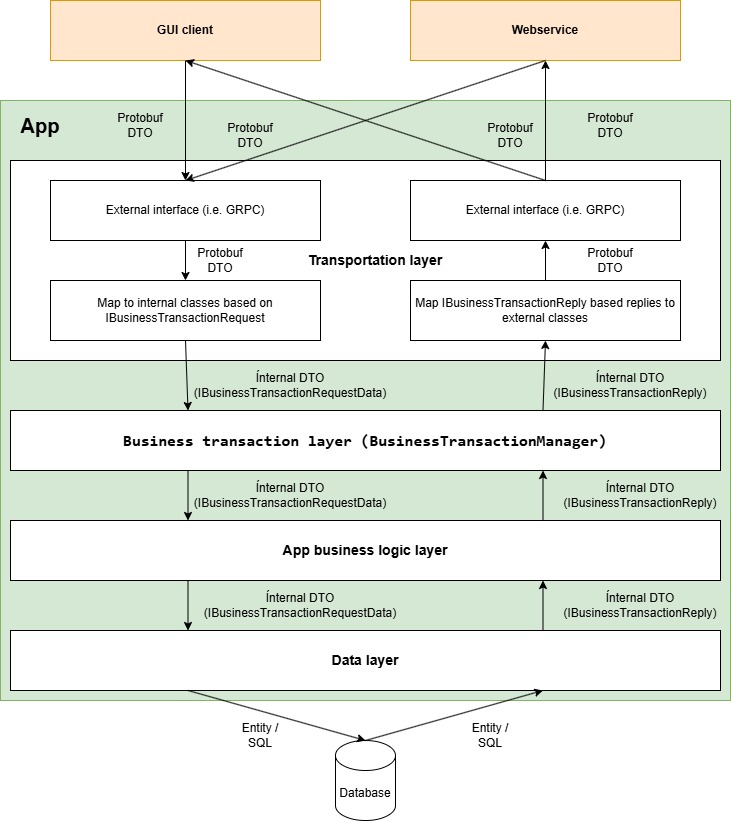 GUI client
Webservice
App
Protobuf
DTO
Protobuf
DTO
Protobuf
DTO
Protobuf
DTO
External interface (i.e. GRPC)
External interface (i.e. GRPC)
Protobuf
DTO
Transportation layer
Protobuf
DTO
Map to internal classes based on
IBusinessTransactionRequest
Map IBusinessTransactionReply based replies to
external classes
Ínternal DTO
(IBusinessTransactionRequestData)
Ínternal DTO
(IBusinessTransactionReply)
Business transaction layer (BusinessTransactionManager)
Ínternal DTO
(IBusinessTransactionRequestData)
Ínternal DTO
(IBusinessTransactionReply)
App business logic layer
Ínternal DTO
(IBusinessTransactionRequestData)
Ínternal DTO
(IBusinessTransactionReply)
Data layer
Entity /
SQL
Entity /
SQL
Database